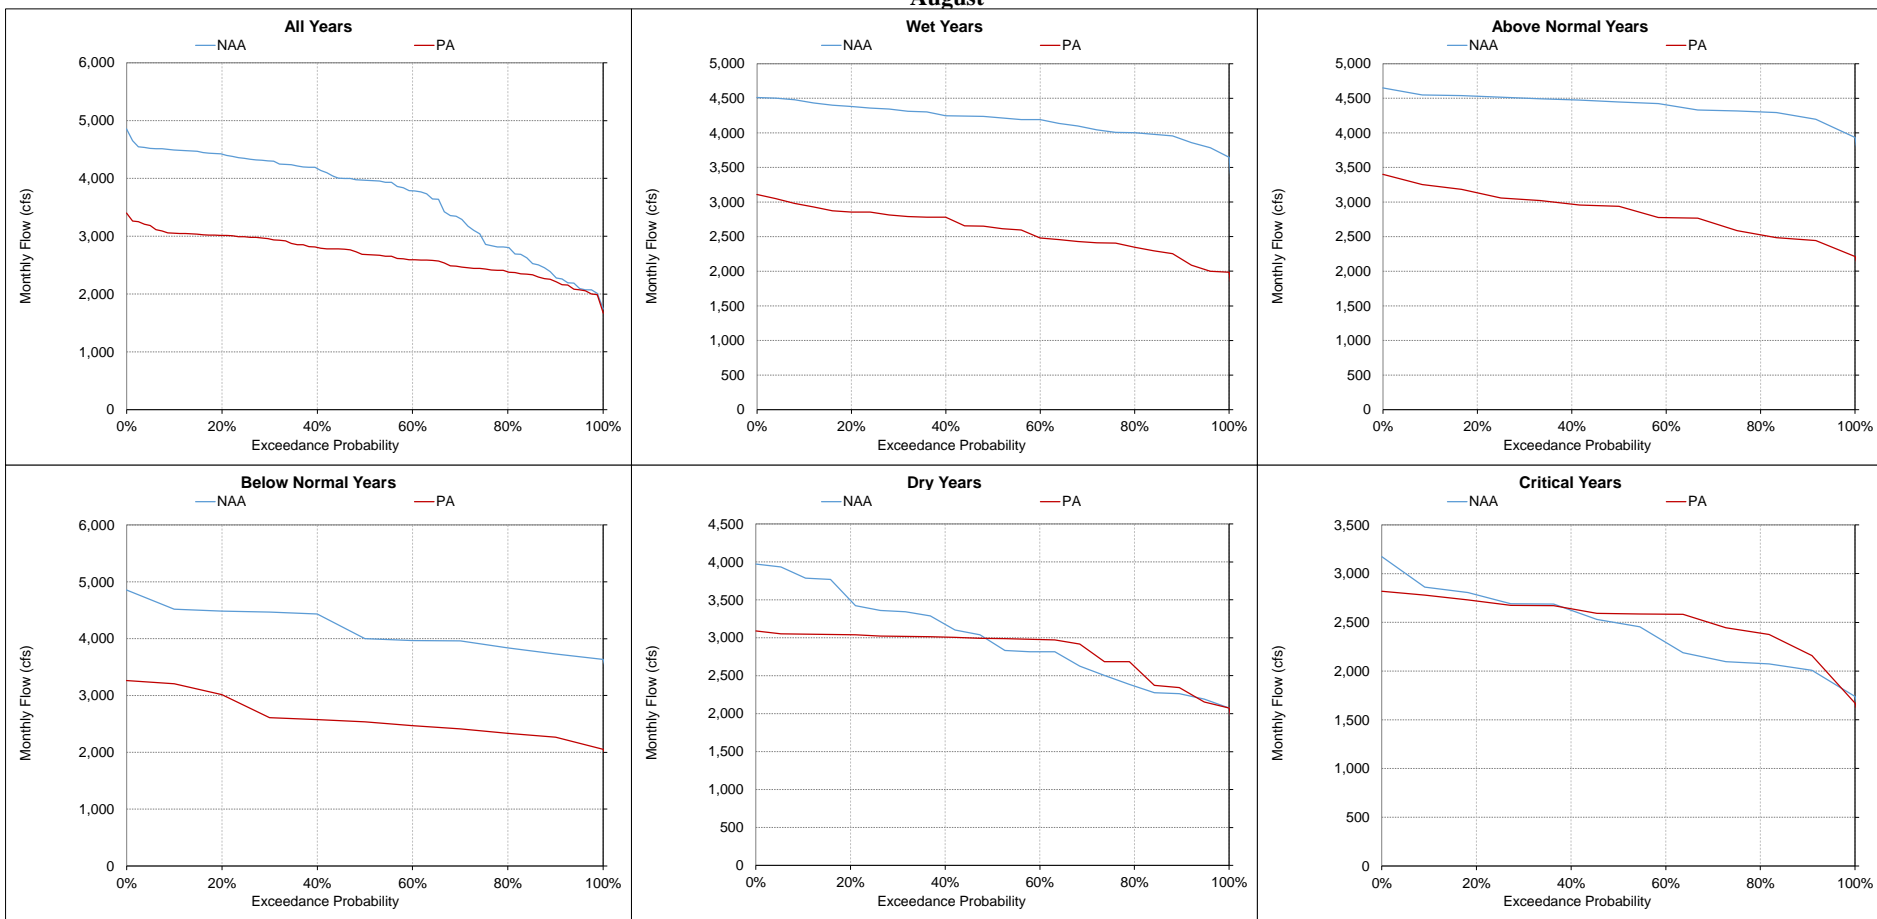 August
All Years
NAA PA
6,000
5,000
4,000
3,000
2,000
1,000
0
Monthly Flow (cfs)
0% 20% 40% 60% 80% 100%
Exceedance Probability
Wet Years
NAA PA
5,000
4,500
4,000
3,500
3,000
2,500
2,000
1,500
1,000
500
0
Monthly Flow (cfs)
0% 20% 40% 60% 80% 100%
Exceedance Probability
Above Normal Years
NAA PA
5,000
4,500
4,000
3,500
3,000
2,500
2,000
1,500
1,000
500
0
Monthly Flow (cfs)
0% 20% 40% 60% 80% 100%
Exceedance Probability
Below Normal Years
NAA PA
6,000
5,000
4,000
3,000
2,000
1,000
0
Monthly Flow (cfs)
0% 20% 40% 60% 80% 100%
Exceedance Probability
Dry Years
NAA PA
4,500
4,000
3,500
3,000
2,500
2,000
1,500
1,000
500
0
Monthly Flow (cfs)
0% 20% 40% 60% 80% 100%
Exceedance Probability
Critical Years
NAA PA
3,500
3,000
2,500
2,000
1,500
1,000
500
0
Monthly Flow (cfs)
0% 20% 40% 60% 80% 100%
Exceedance Probability